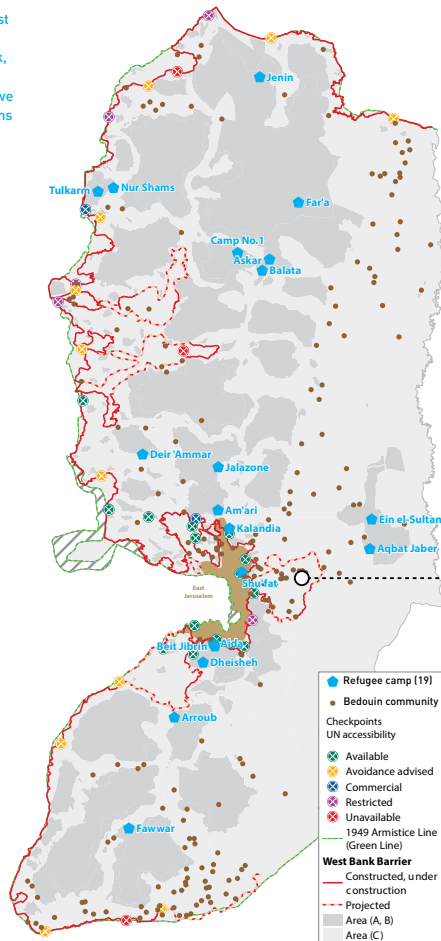 st
k,
ve
ns
Jenin
Tulkarm
Nur Shams
Far'a
Camp No.1
Askar
Balata
Deir 'Ammar
Jalazone
Am'ari
Kalandia
Ein el-Sultan
Aqbat Jaber
Shu'fat
East
Jerusalem
Beit Jibrin
Aida
Dheisheh
Arroub
Fawwar
Refugee camp (19)
Bedouin community
Checkpoints
UN accessibility
Available
Avoidance advised
Commercial
Restricted
Unavailable
1949 Armistice Line
(Green Line)
West Bank Barrier
Constructed, under
construction
Projected
Area (A, B)
Area (C)